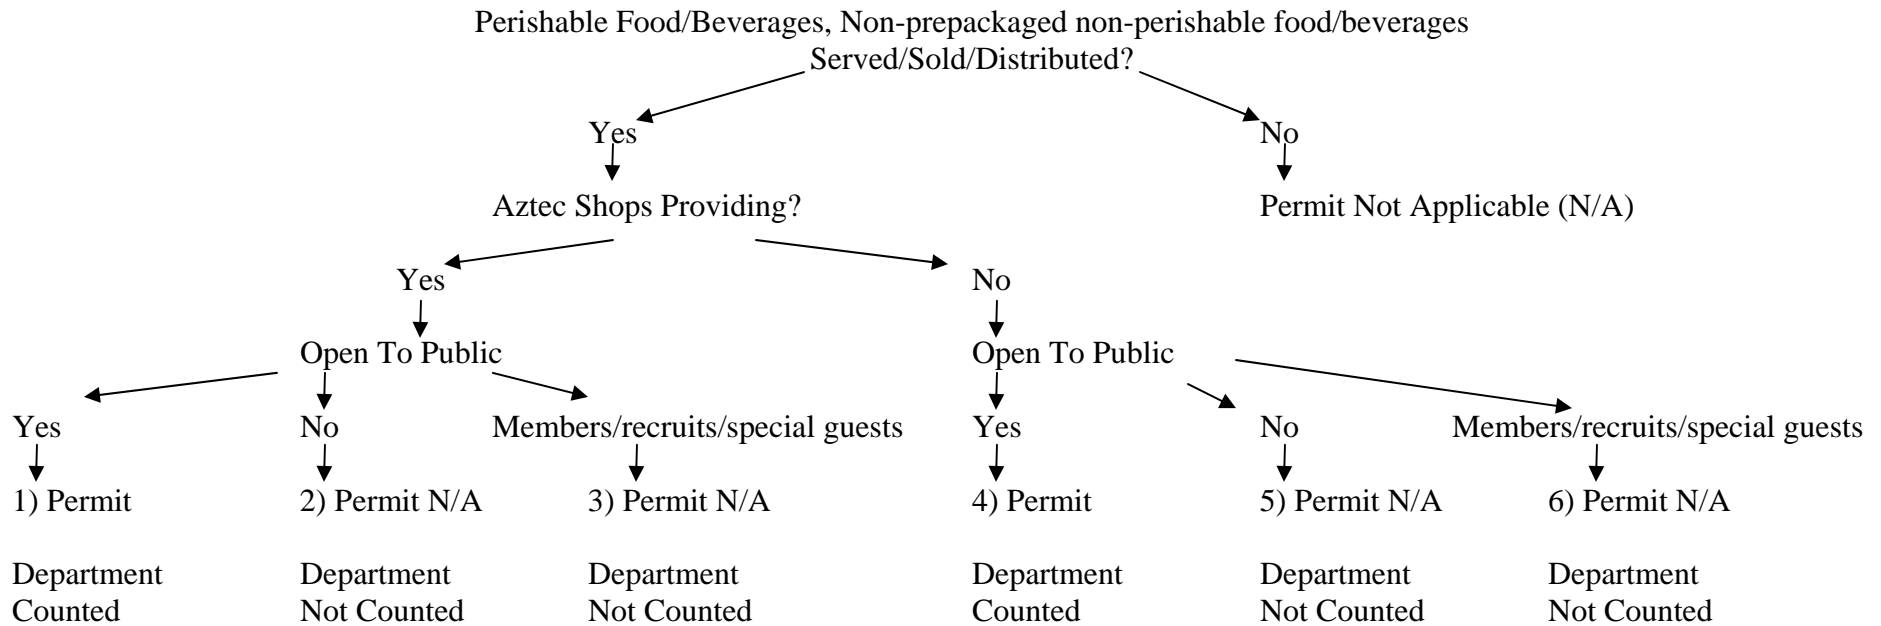 Perishable Food/Beverages, Non-prepackaged non-perishable food/beverages
Served/Sold/Distributed?
Yes
No
Aztec Shops Providing?
Permit Not Applicable (N/A)
Yes
No
Open To Public
Open To Public
Yes
No
Members/recruits/special guests
Yes
No
Members/recruits/special guests
1) Permit
2) Permit N/A
3) Permit N/A
4) Permit
5) Permit N/A
6) Permit N/A
Department
Counted
Department
Not Counted
Department
Not Counted
Department
Counted
Department
Not Counted
Department
Not Counted